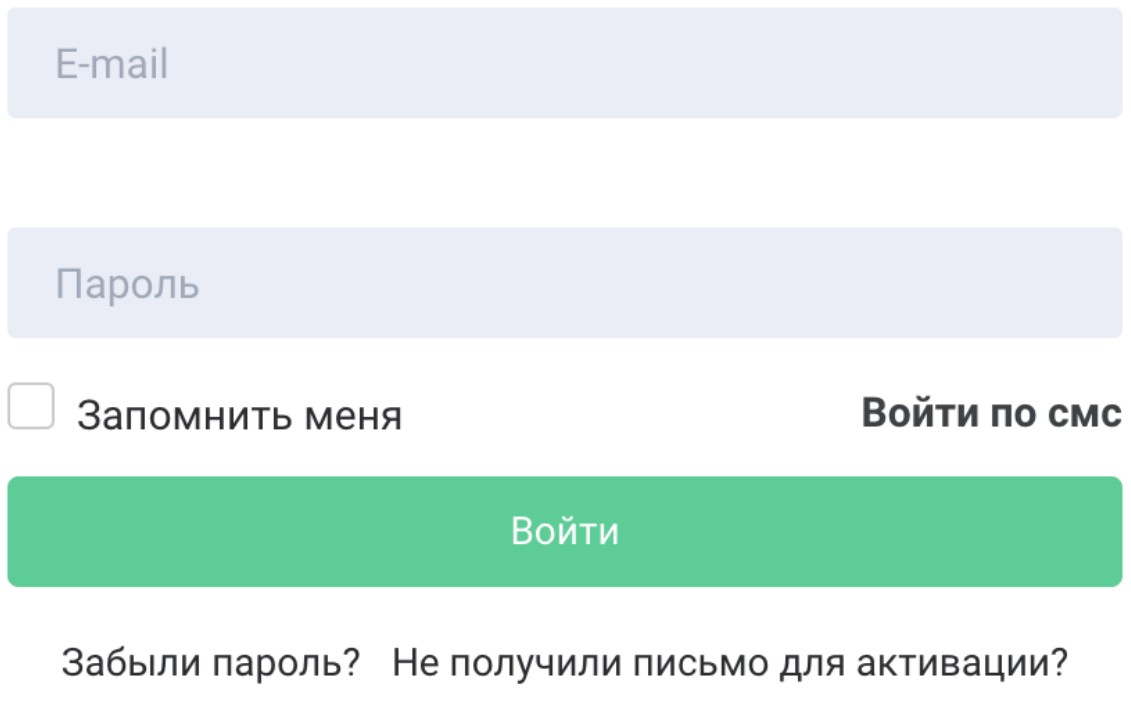 E-mail
Пароль
Запомнить меня Войти по смс
Войти
Забыли пароль? Не получили письмо для активации?